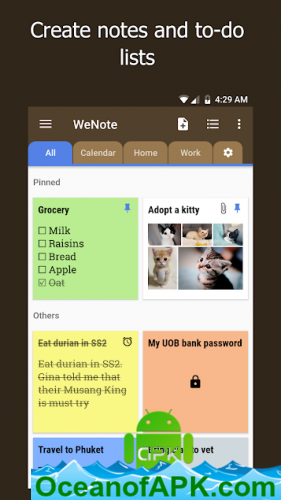 Create notes and to-do
lists
4:29 AM
WeNote
All
Calendar
Home
Work
Pinned
Grocery
☐ Milk
☐ Raisins
☐ Bread
☐ Apple
☑ Oat
Adopt a kitty
Others
Eat durian in SS2
Eat durian in SS2.
Gina told me that
their Musang King
is must try
My UOB bank password
Travel to Phuket
to vet
OceanofAPK.com